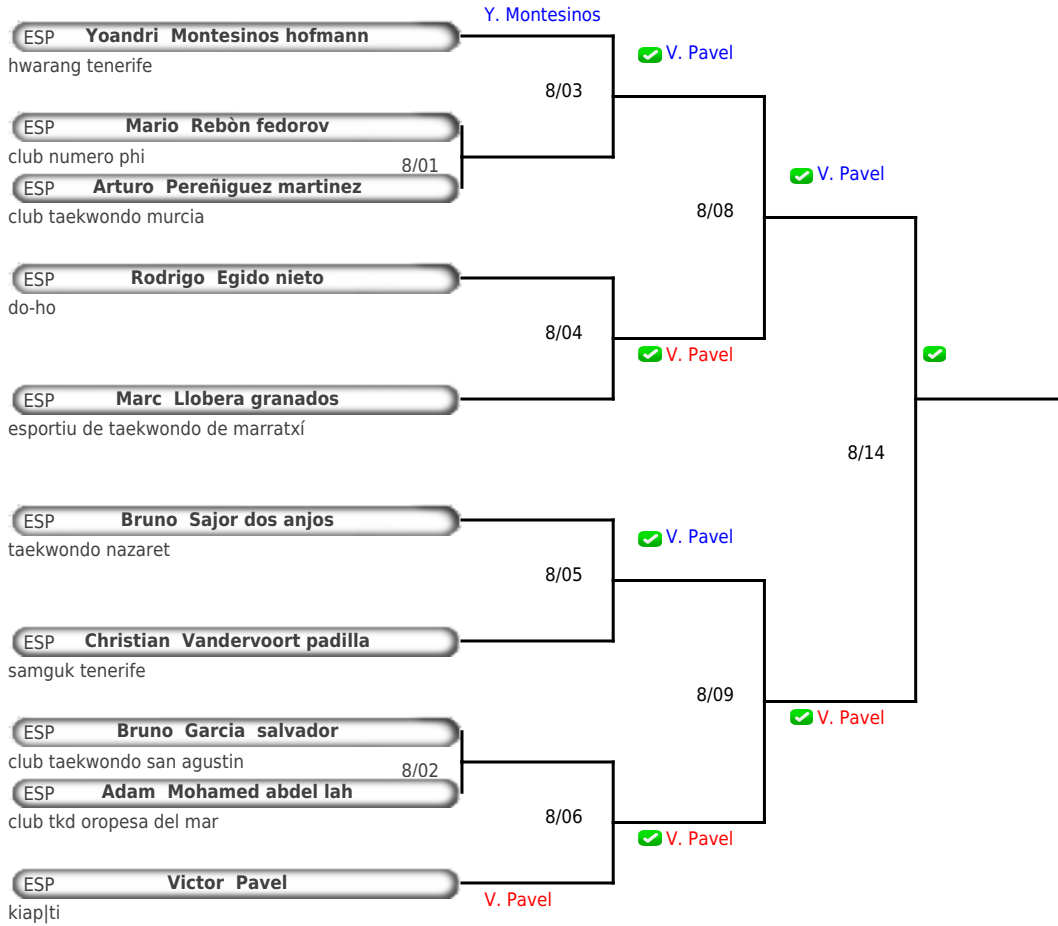 Y. Montesinos
ESP Yoandri Montesinos hofmann
hwarang tenerife
V. Pavel
8/03
ESP Mario Rebòn fedorov
club numero phi
8/01
ESP Arturo Pereñiguez martinez
club taekwondo murcia
V. Pavel
8/08
ESP Rodrigo Egido nieto
do-ho
8/04
V. Pavel
ESP Marc Llobera granados
esportiu de taekwondo de marratxí
8/14
ESP Bruno Sajor dos anjos
taekwondo nazaret
V. Pavel
8/05
ESP Christian Vandervoort padilla
samguk tenerife
8/09
V. Pavel
ESP Bruno Garcia salvador
club taekwondo san agustin
8/02
ESP Adam Mohamed abdel lah
club tkd oropesa del mar
8/06
V. Pavel
ESP Victor Pavel
V. Pavel
kiap|ti